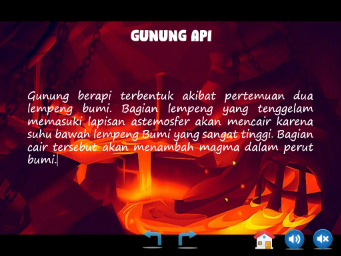 GUNUNG API
Gunung berapi terbentuk akibat pertemuan dua
lempeng bumi. Bagian lempeng yang tenggelam
memasuki lapisan astemosfer akan mencair karena
suhu bawah lempeng Bumi yang sangat tinggi. Bagian
cair tersebut akan menambah magma dalam perut
bumi.